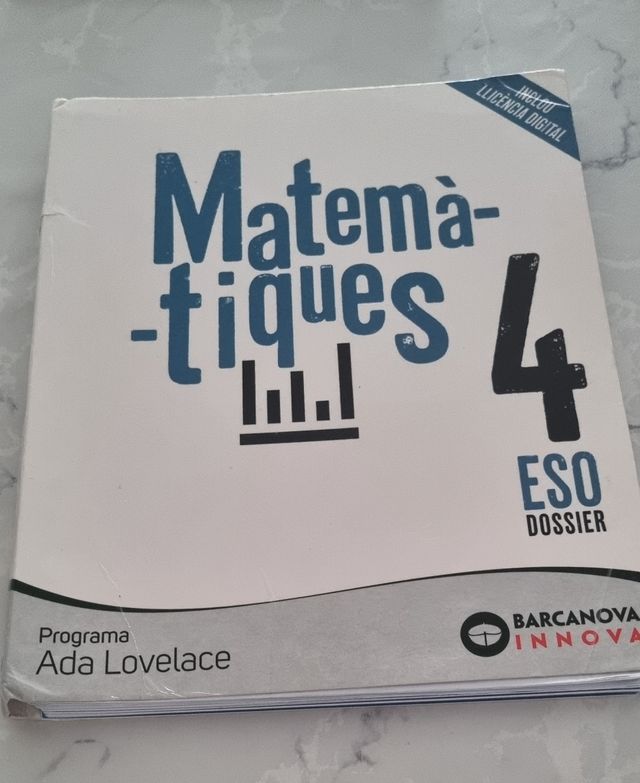 INCLOU
LLICÈNCIA DIGITAL
Matemà-
-tiques
4
ESO
DOSSIER
Programa
Ada Lovelace
BARCANOVA
INNOVA